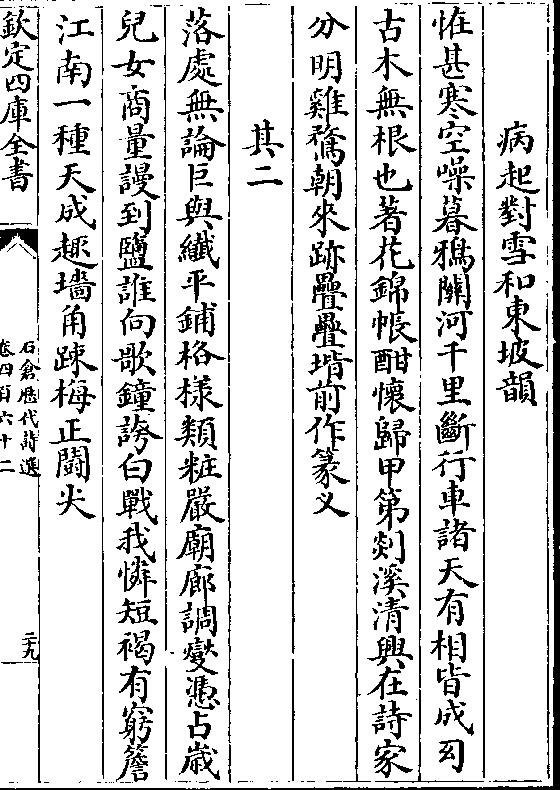 病起對雪和東坡韻
恠甚寒空噪暮鴉關河千里斷行車諸天有相皆成幻
古木無根也著花錦帳酣懷歸甲第剡溪清興在詩家
分明雞鶩朝來跡疊疊堦前作篆义
其二
落處無論巨與纖平鋪格樣類粧嚴廟廊調燮憑占歲
兒女商量謾到鹽誰向歌鐘誇白戰我憐短褐有窮簷
江南一種天成趣墻角踈梅正鬬尖
欽定四庫全書
石倉歷代詩選
卷四百六十二
二九